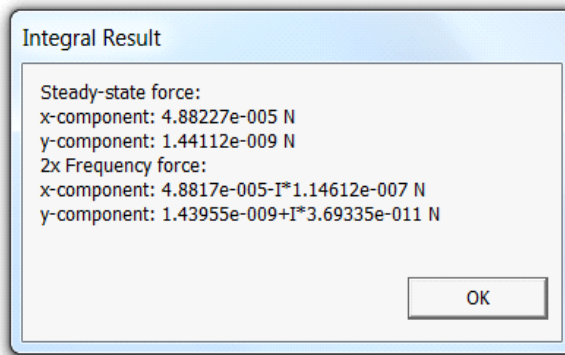 Integral Result
Steady-state force:
x-component: 4.88227e-005 N
y-component: 1.44112e-009 N
2x Frequency force:
x-component: 4.8817e-005-I*1.14612e-007 N
y-component: 1.43955e-009+I*3.69335e-011 N
OK